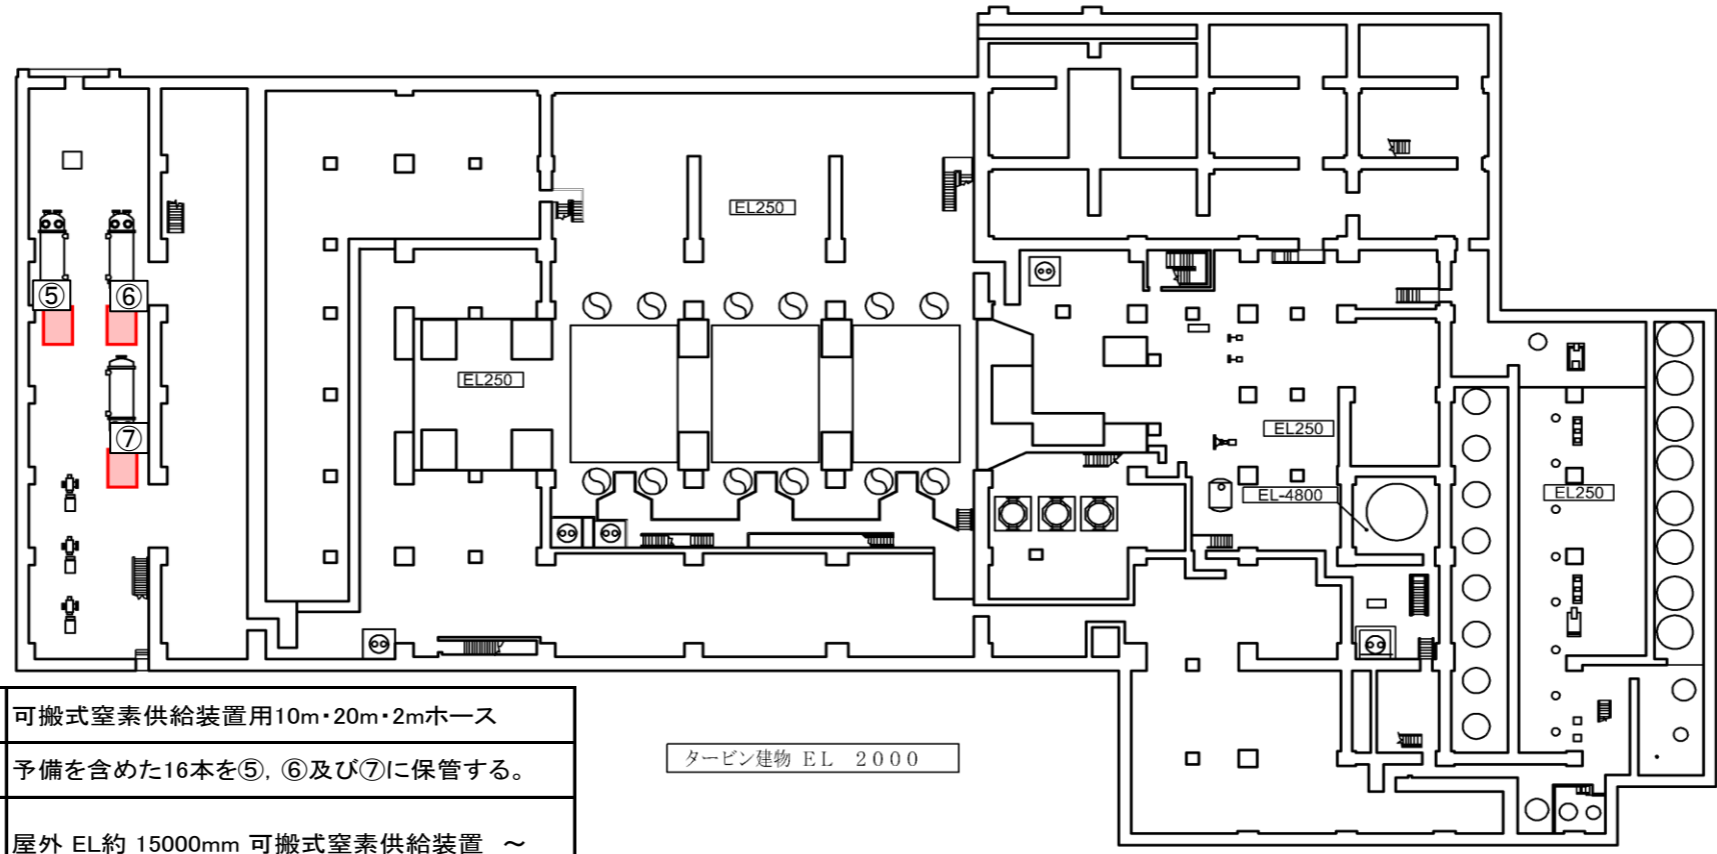 EL250
⑤
⑥
EL250
⑦
EL250
EL-4800
EL250
可搬式窒素供給装置用10m・20m・2mホース
予備を含めた16本を⑤, ⑥及び⑦に保管する。
タービン建物 EL 2000
屋外 EL約 15000mm 可搬式窒素供給装置 ～